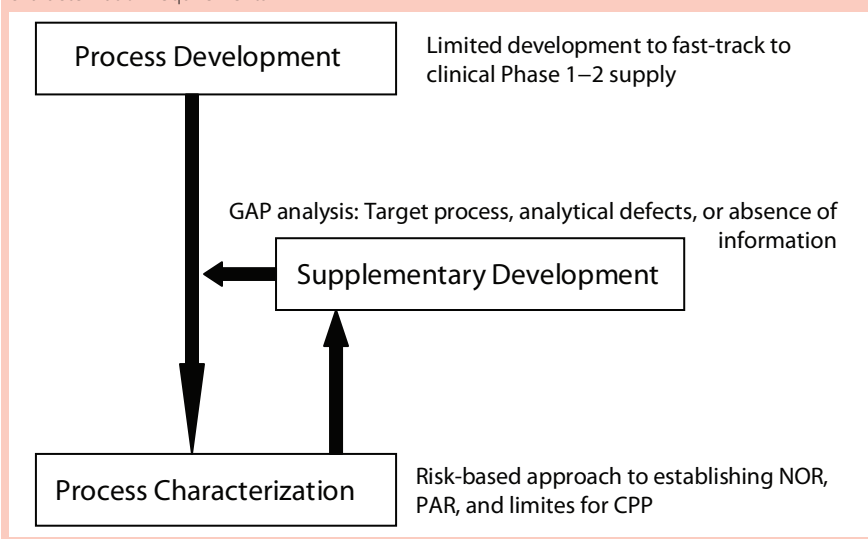 Process Development
Limited development to fast-track to
clinical Phase 1–2 supply
GAP analysis: Target process, analytical defects, or absence of
information
Supplementary Development
Process Characterization
Risk-based approach to establishing NOR,
PAR, and limites for CPP